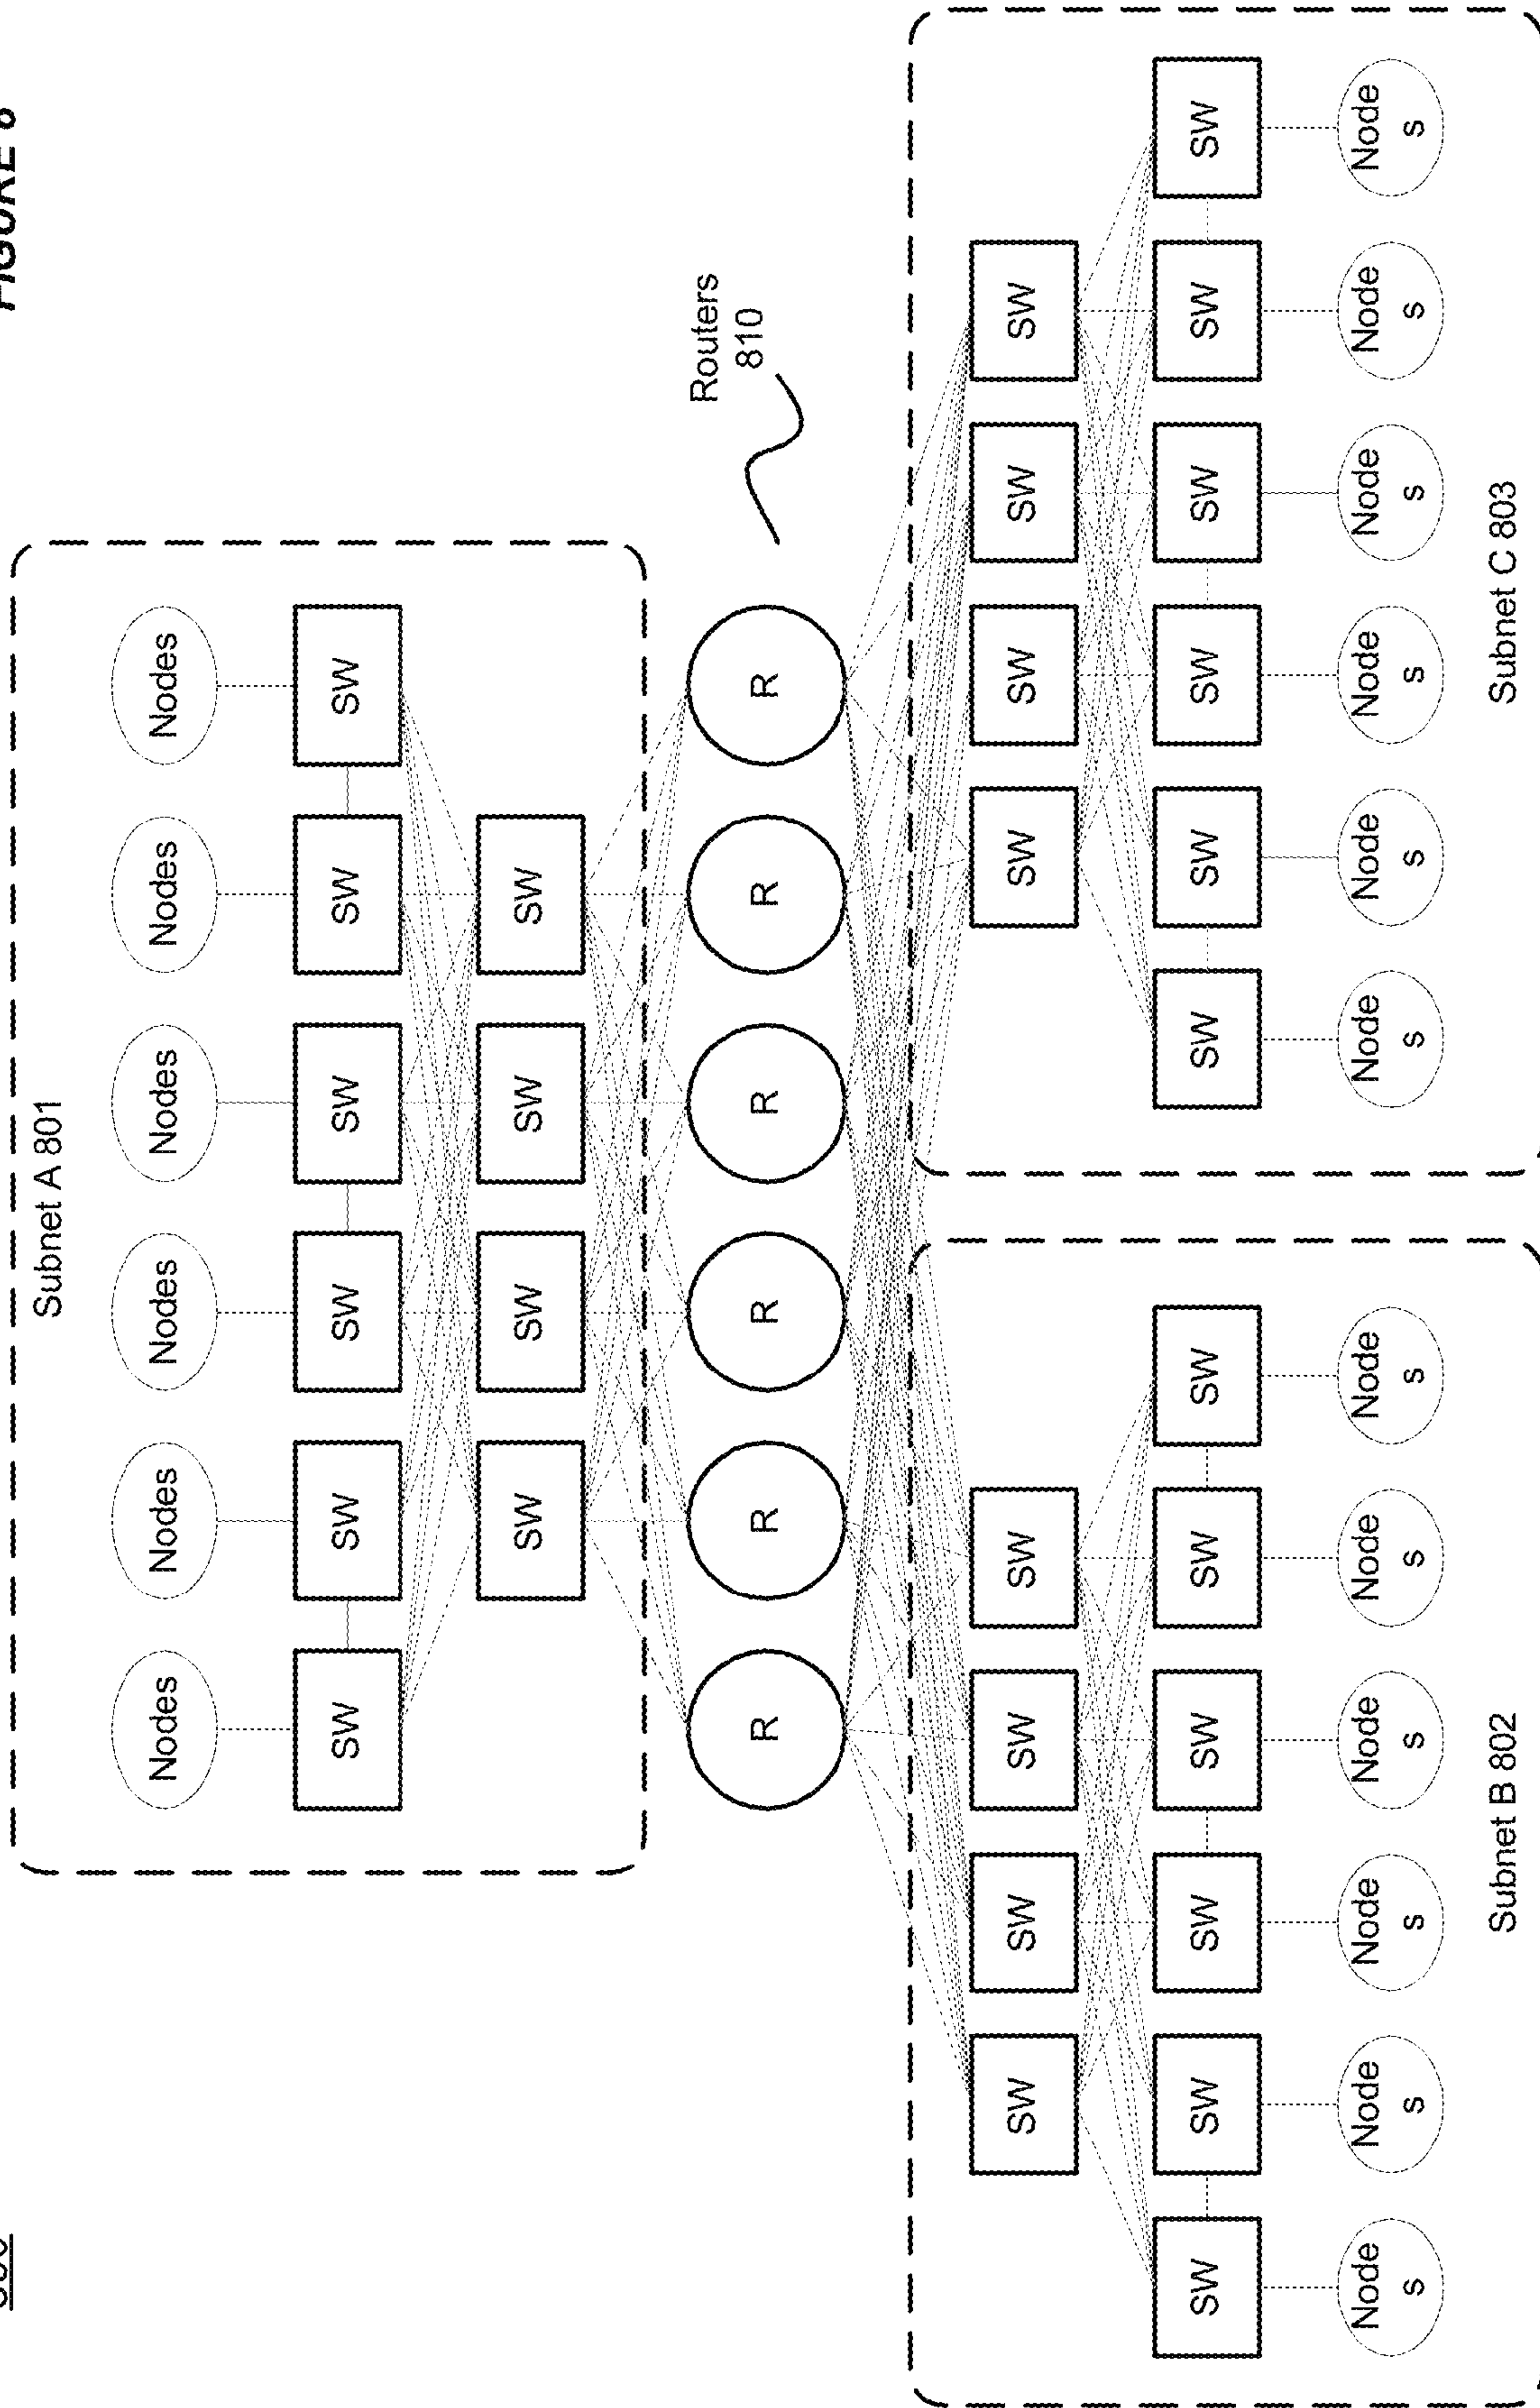 FIGURE 8
Subnet A 801
Nodes Nodes Nodes Nodes Nodes Nodes
SW SW SW SW SW SW
SW SW SW SW
Routers
810
R R R R R R
SW SW SW SW SW SW SW SW
SW SW SW SW SW SW SW SW SW SW SW SW
Node Node Node Node Node Node Node Node Node Node Node Node
s s s s s s s s s s s s
Subnet B 802 Subnet C 803